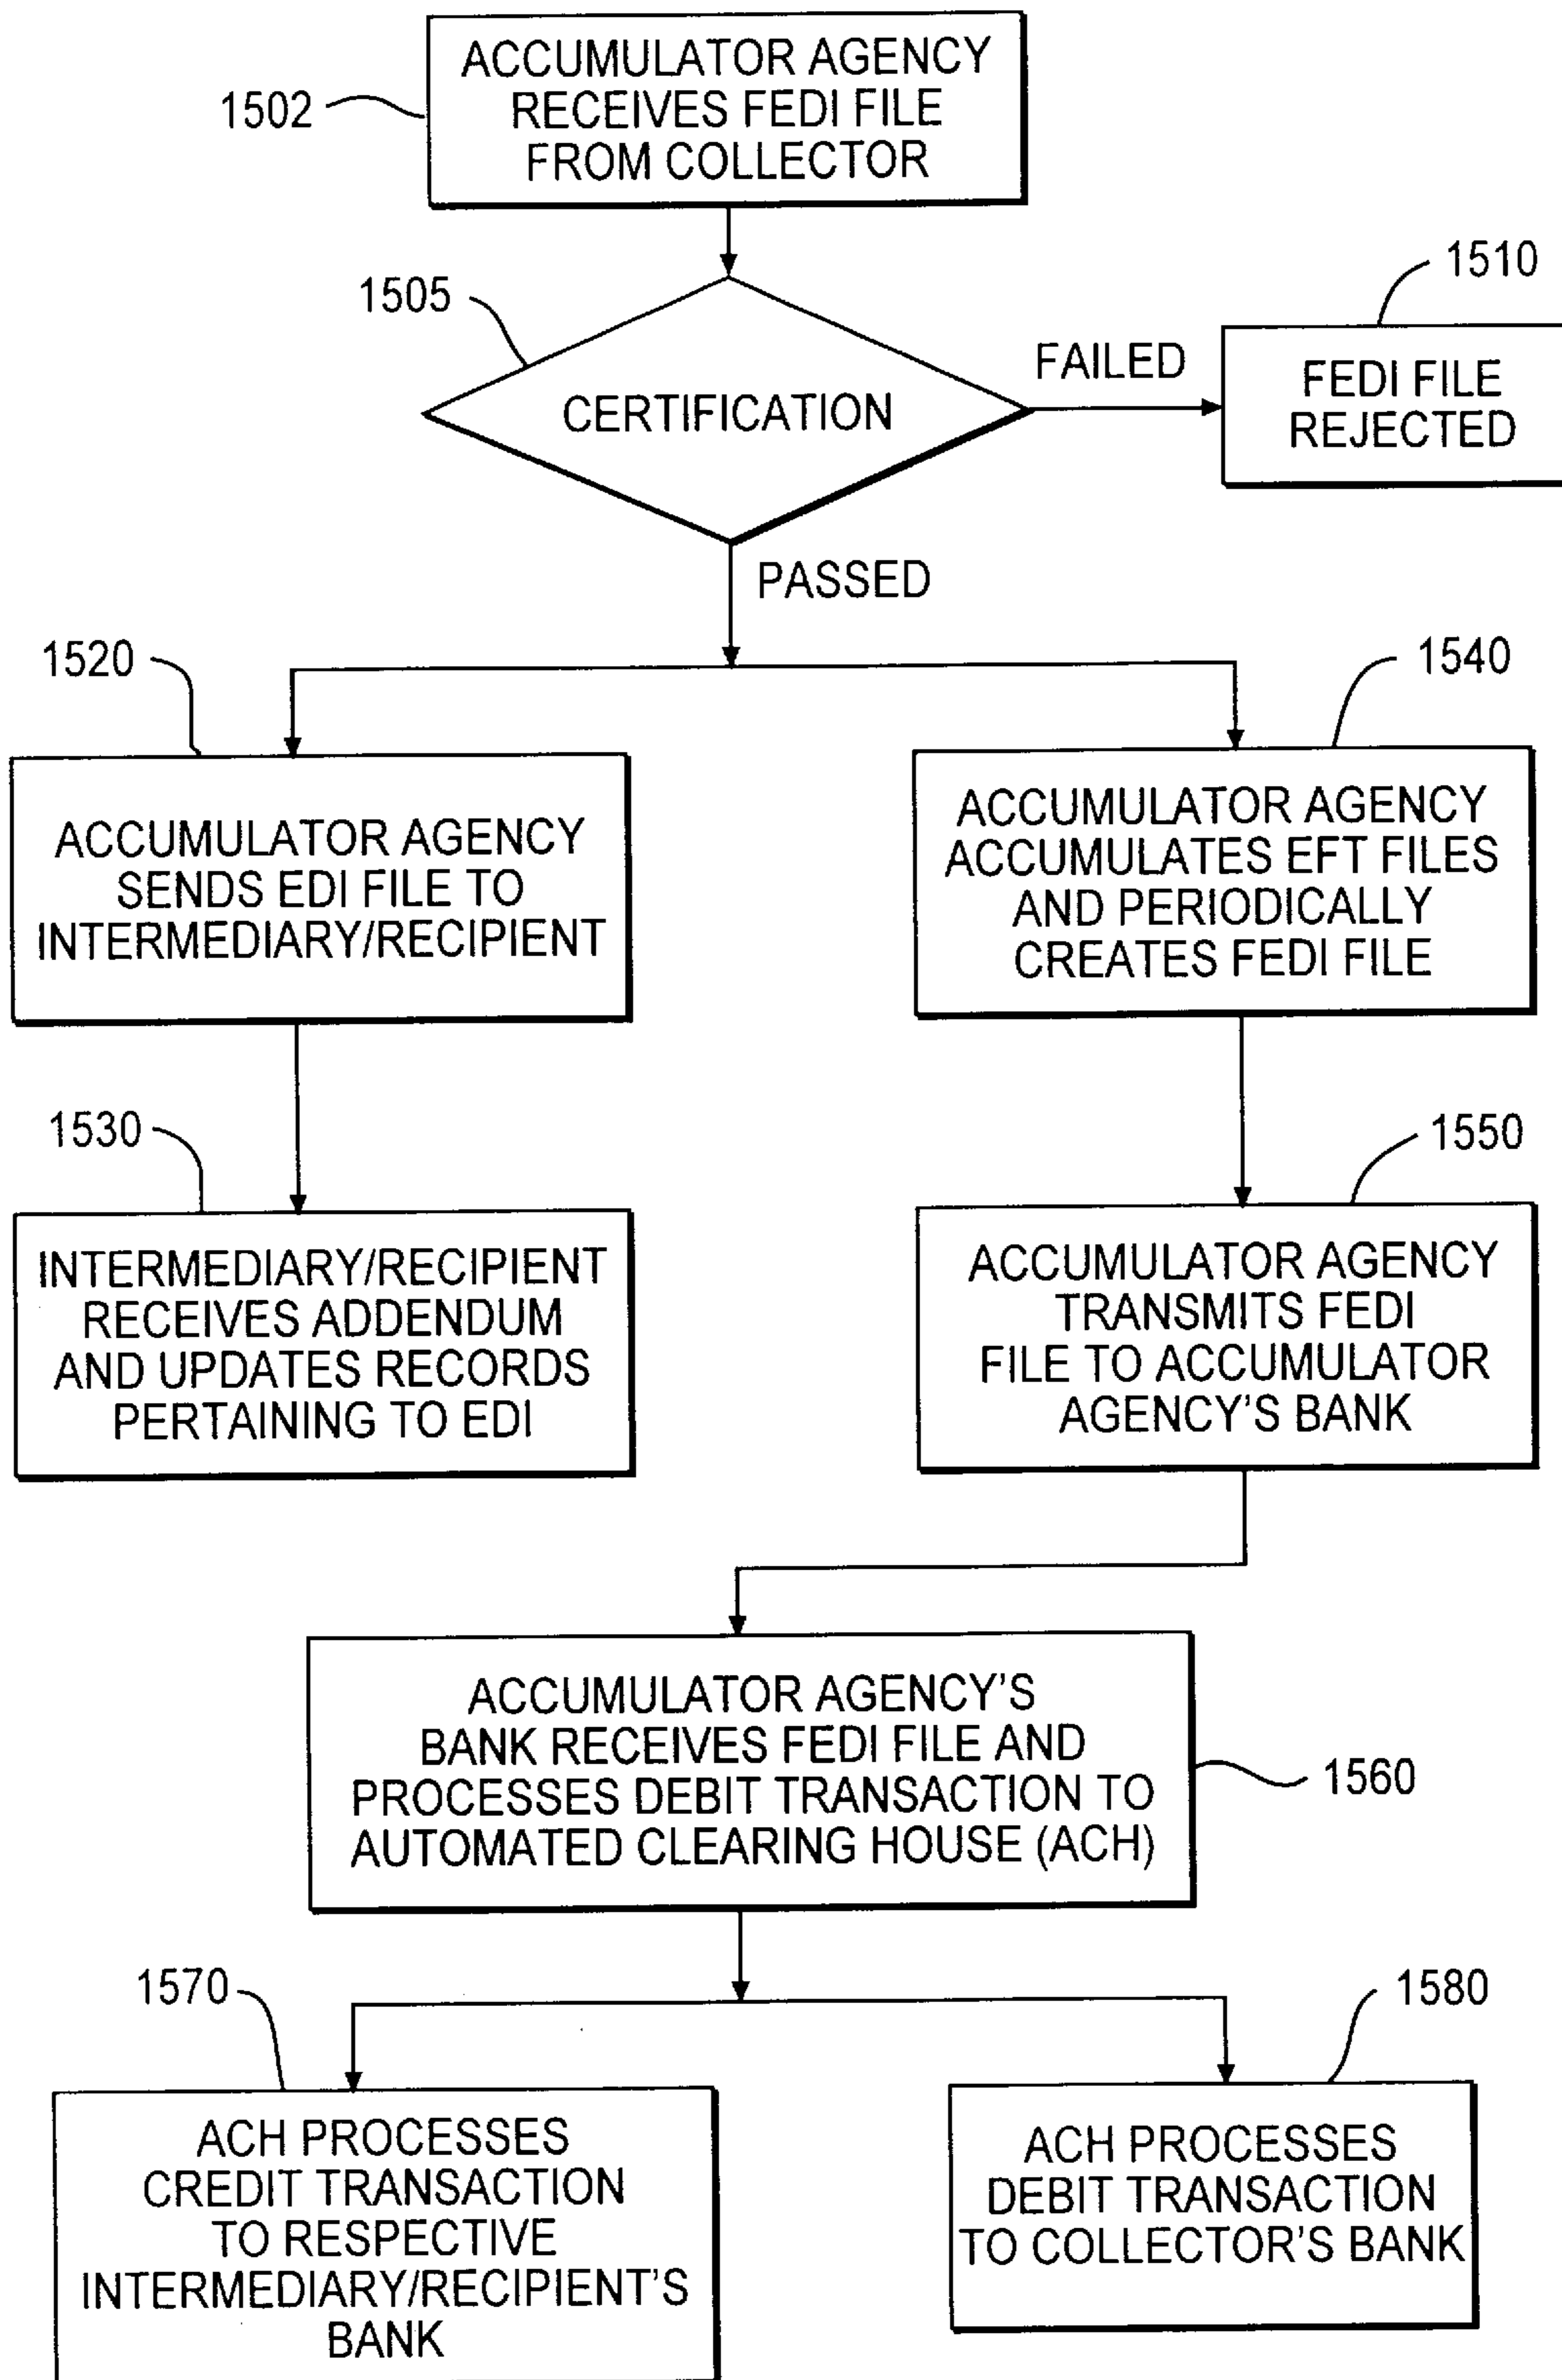 1502
ACCUMULATOR AGENCY
RECEIVES FEDI FILE
FROM COLLECTOR
1505
CERTIFICATION
FAILED
1510
FEDI FILE
REJECTED
PASSED
1520
ACCUMULATOR AGENCY
SENDS EDI FILE TO
INTERMEDIARY/RECIPIENT
1540
ACCUMULATOR AGENCY
ACCUMULATES EFT FILES
AND PERIODICALLY
CREATES FEDI FILE
1530
INTERMEDIARY/RECIPIENT
RECEIVES ADDENDUM
AND UPDATES RECORDS
PERTAINING TO EDI
1550
ACCUMULATOR AGENCY
TRANSMITS FEDI
FILE TO ACCUMULATOR
AGENCY'S BANK
ACCUMULATOR AGENCY'S
BANK RECEIVES FEDI FILE AND
PROCESSES DEBIT TRANSACTION TO
AUTOMATED CLEARING HOUSE (ACH)
1560
1570
ACH PROCESSES
CREDIT TRANSACTION
TO RESPECTIVE
INTERMEDIARY/RECIPIENT'S
BANK
1580
ACH PROCESSES
DEBIT TRANSACTION
TO COLLECTOR'S BANK